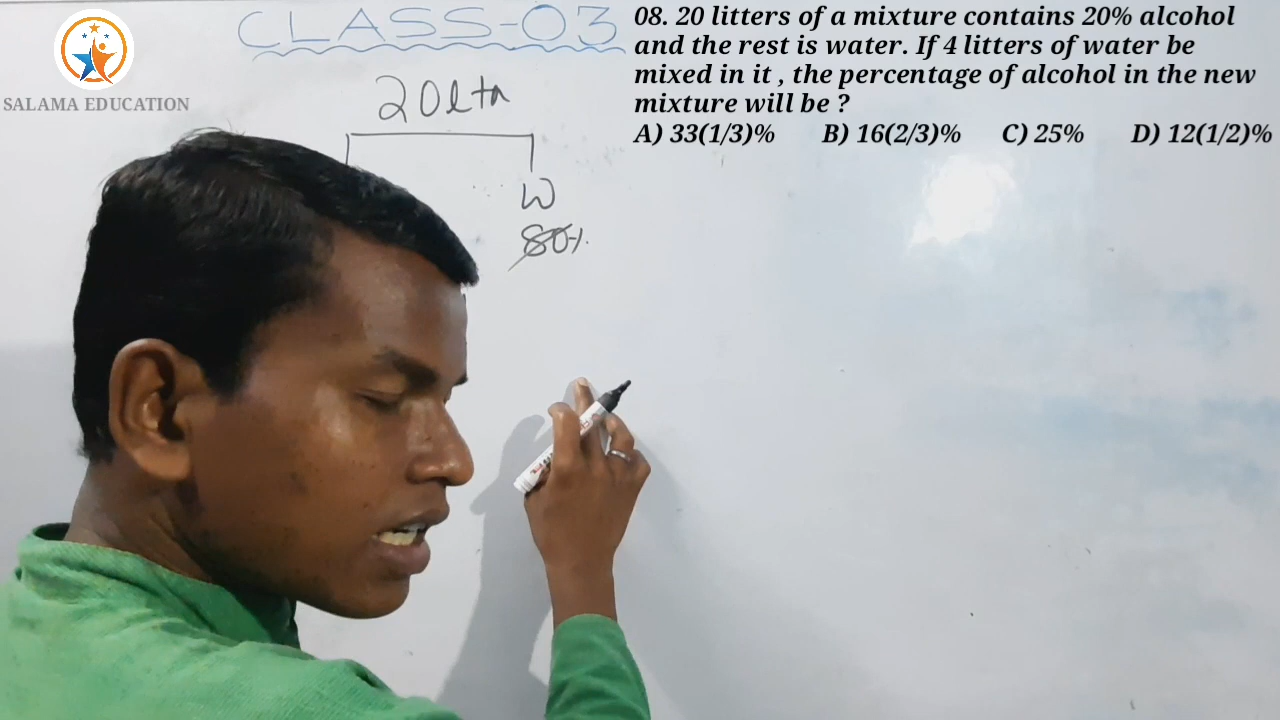 CLASS-03
SALAMA EDUCATION
08. 20 litters of a mixture contains 20% alcohol
and the rest is water. If 4 litters of water be
mixed in it , the percentage of alcohol in the new
mixture will be ?
A) 33(1/3)% B) 16(2/3)% C) 25% D) 12(1/2)%
20 ltr
W
80%